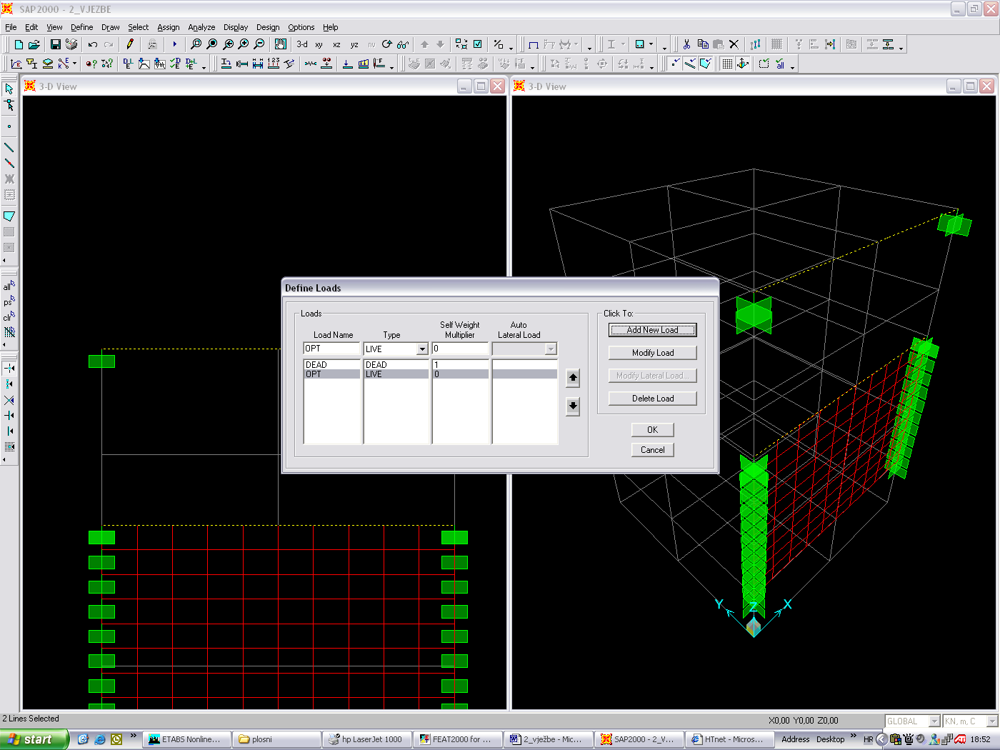 SAP2000 - 2_VJEZBE
File Edit View Define Draw Select Assign Analyze Display Design Options Help
3-d xy xz yz nv
3-D View
3-D View
all
ps
clr
Define Loads
Loads
Load Name Type Self Weight Multiplier Auto Lateral Load
OPT LIVE 0
DEAD DEAD 1
OPT LIVE 0
Click To:
Add New Load
Modify Load
Modify Lateral Load...
Delete Load
OK
Cancel
Y Z X
2 Lines Selected
X0,00 Y0,00 Z0,00
GLOBAL
KN, m, C
start
ETABS Nonline...
plosni
hp LaserJet 1000
FEAT2000 for ...
2_vježbe - Mic...
SAP2000 - 2_V...
HTnet - Micros...
Address Desktop
HR
18:52